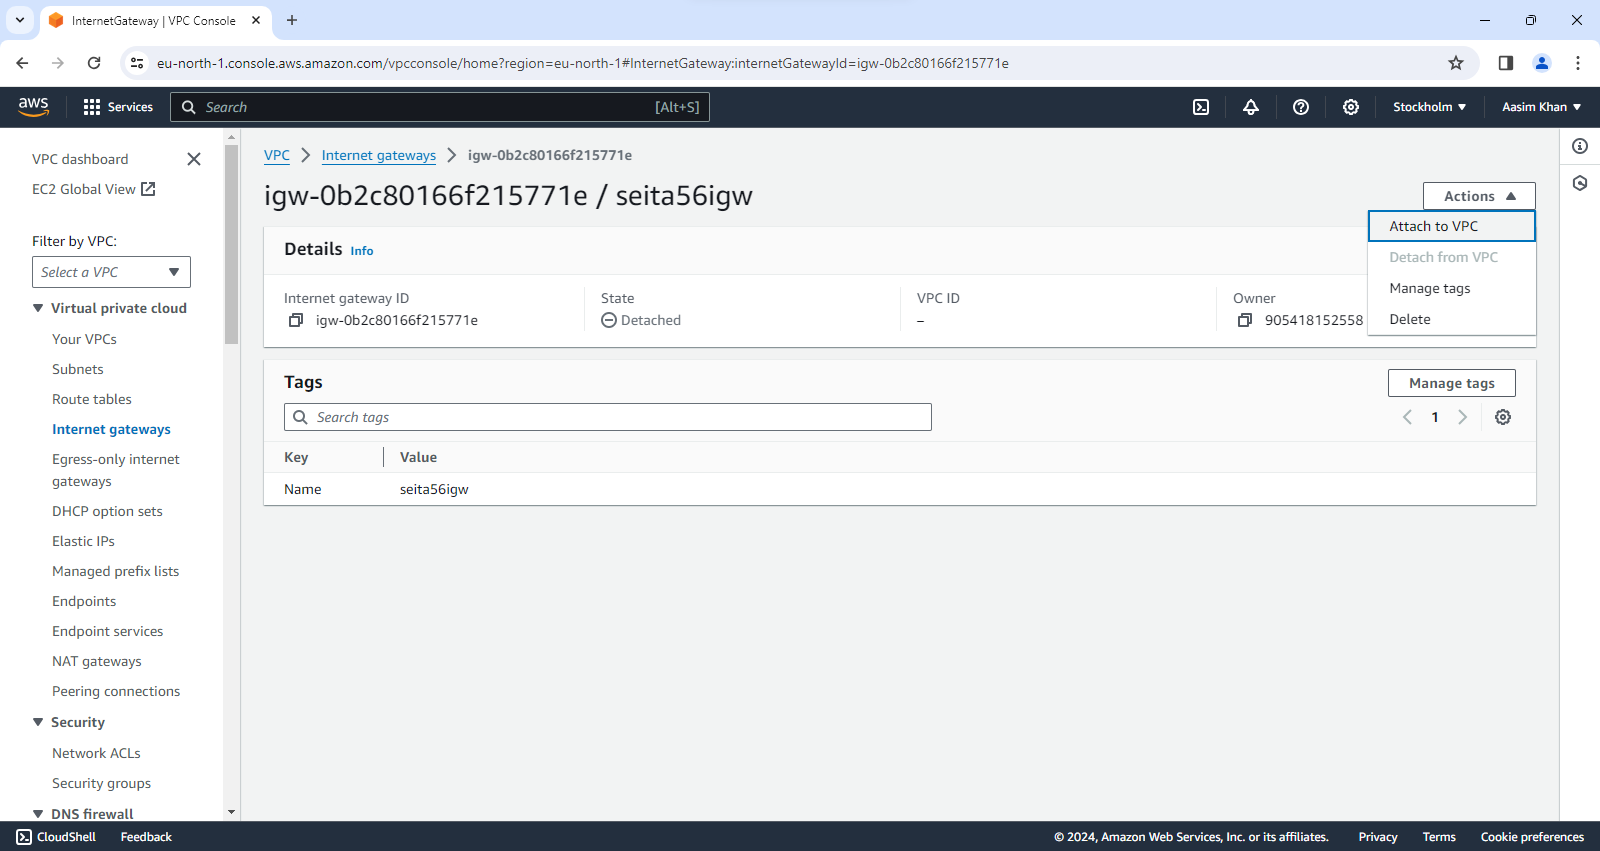 InternetGateway | VPC Console
eu-north-1.console.aws.amazon.com/vpcconsole/home?region=eu-north-1#InternetGateway:internetGatewayId=igw-0b2c80166f215771e
aws Services Search [Alt+S] Stockholm Aasim Khan
VPC dashboard
EC2 Global View
Filter by VPC:
Select a VPC
Virtual private cloud
Your VPCs
Subnets
Route tables
Internet gateways
Egress-only internet
gateways
DHCP option sets
Elastic IPs
Managed prefix lists
Endpoints
Endpoint services
NAT gateways
Peering connections
Security
Network ACLs
Security groups
DNS firewall
VPC Internet gateways igw-0b2c80166f215771e
igw-0b2c80166f215771e / seita56igw
Actions
Attach to VPC
Detach from VPC
Manage tags
Delete
Details Info
Internet gateway ID
igw-0b2c80166f215771e
State
Detached
VPC ID
–
Owner
905418152558
Tags
Manage tags
Search tags
1
Key Value
Name seita56igw
CloudShell Feedback © 2024, Amazon Web Services, Inc. or its affiliates. Privacy Terms Cookie preferences